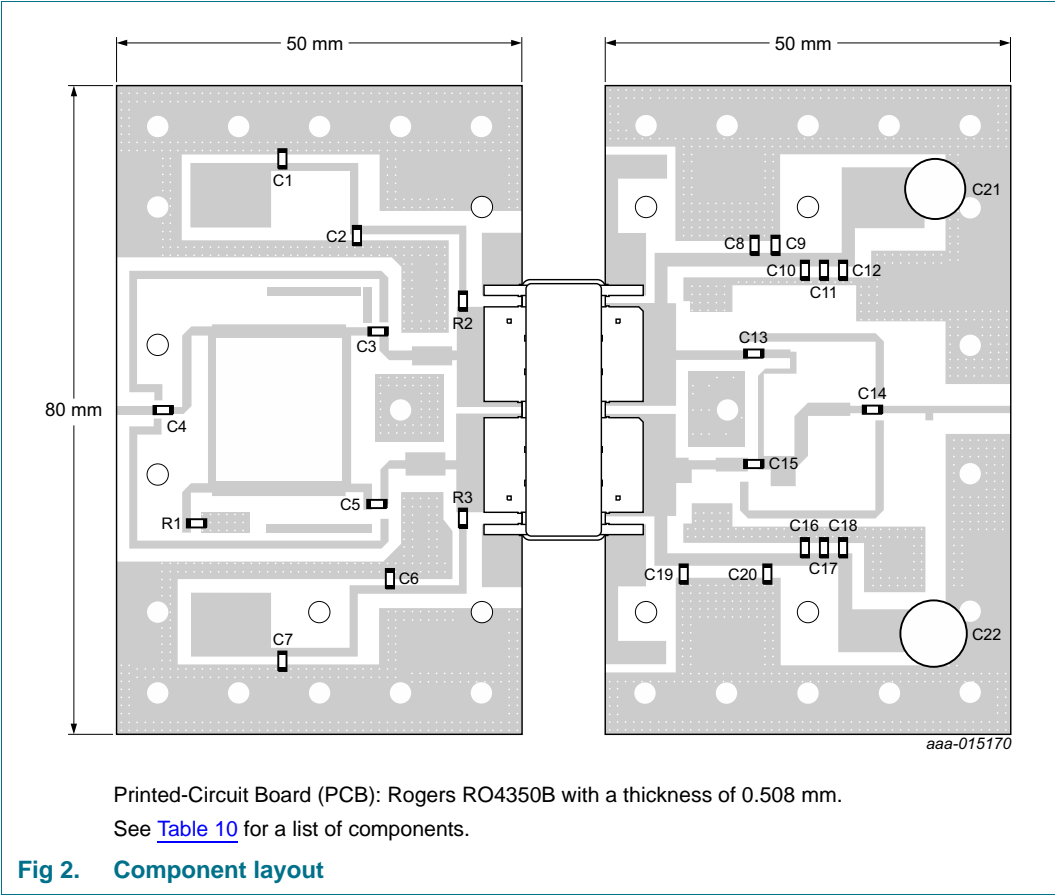 50 mm
50 mm
80 mm
C1
C2
C3
C4
C5
C6
C7
R1
R2
R3
C8
C9
C10
C11
C12
C13
C14
C15
C16
C17
C18
C19
C20
C21
C22
aaa-015170
Printed-Circuit Board (PCB): Rogers RO4350B with a thickness of 0.508 mm.
See Table 10 for a list of components.
Fig 2. Component layout